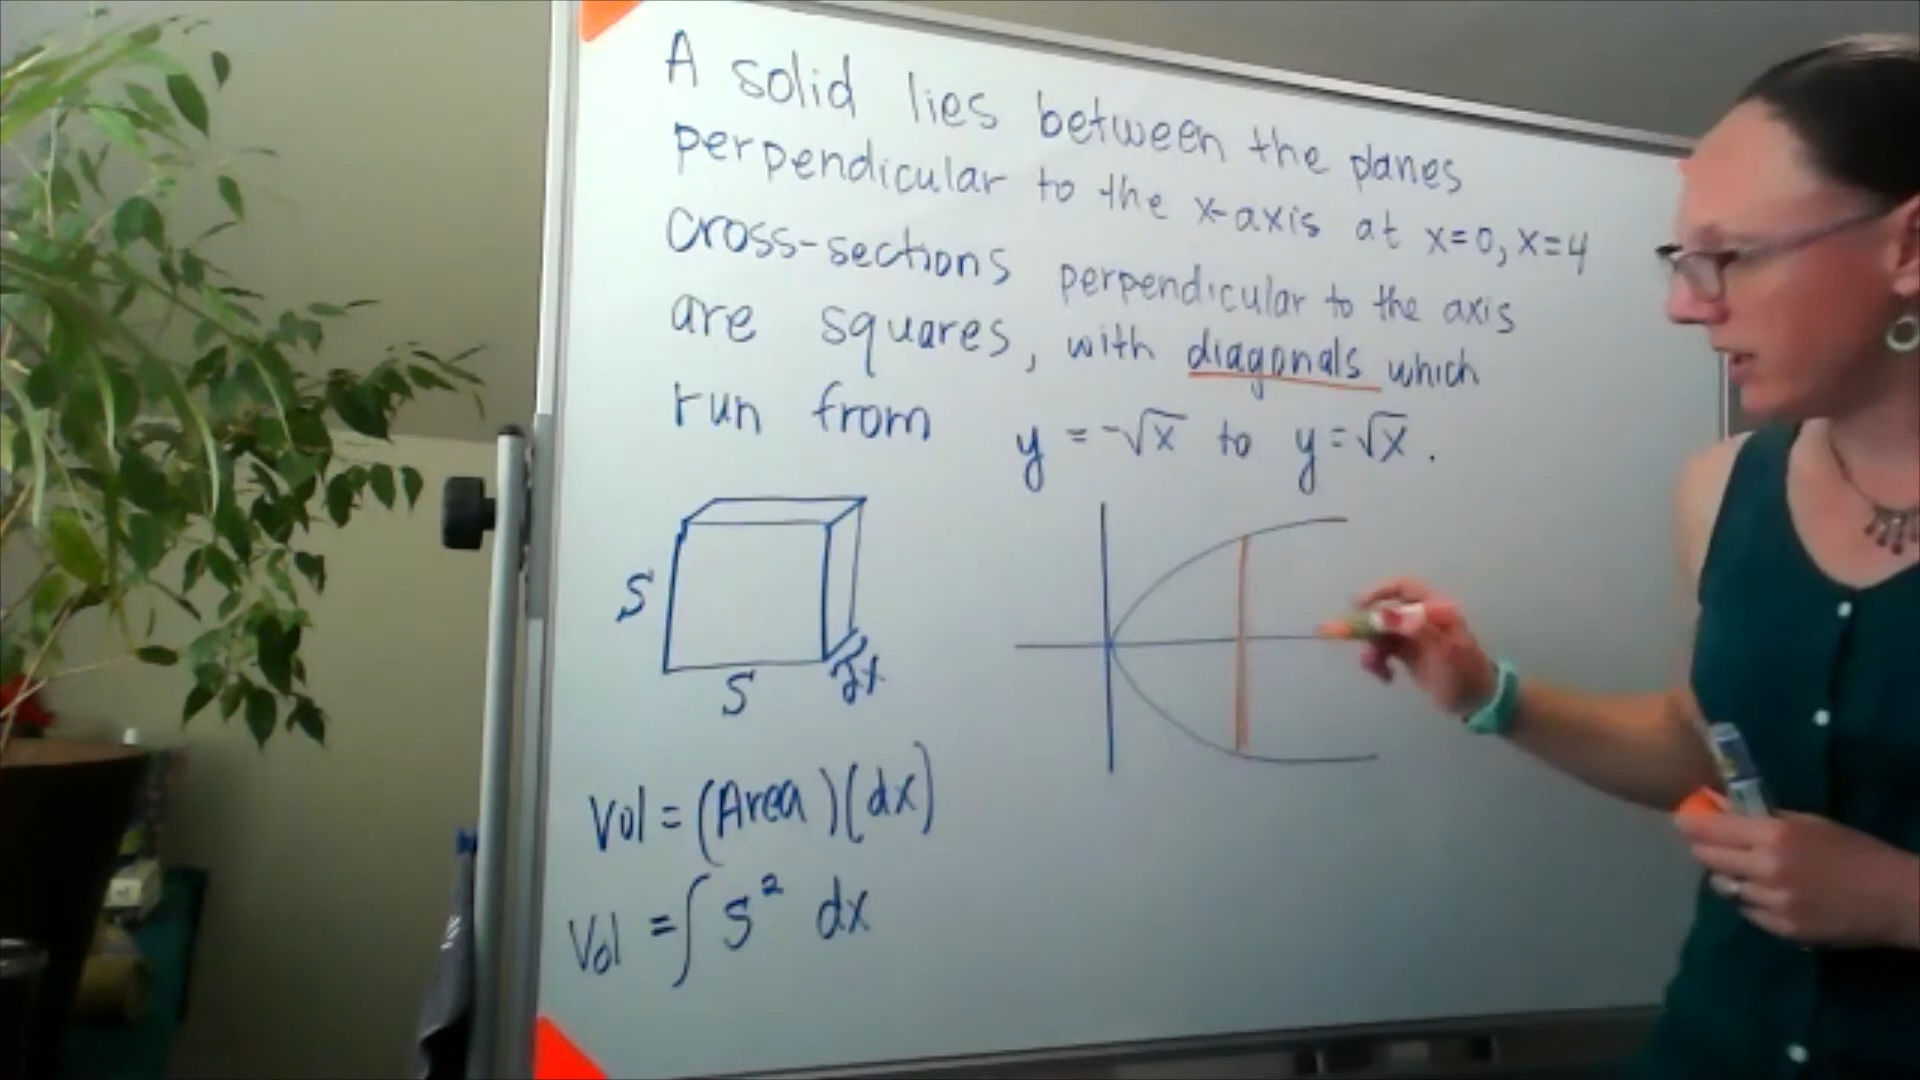 A solid lies between the planes
perpendicular to the x-axis at x=0, x=4
cross-sections perpendicular to the axis
are squares, with diagonals which
run from y = -√x to y = √x.
S
S
dx
Vol = (Area)(dx)
Vol = ∫ S² dx